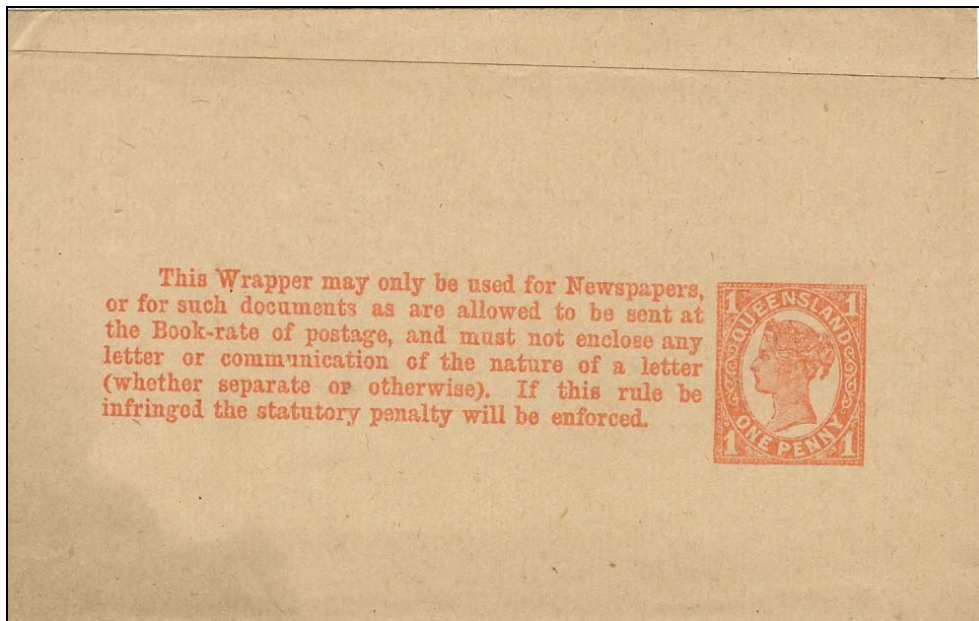 This Wrapper may only be used for Newspapers,
or for such documents as are allowed to be sent at
the Book-rate of postage, and must not enclose any
letter or communication of the nature of a letter
(whether separate or otherwise). If this rule be
infringed the statutory penalty will be enforced.
1 1
QUEENSLAND
ONE PENNY
1 1